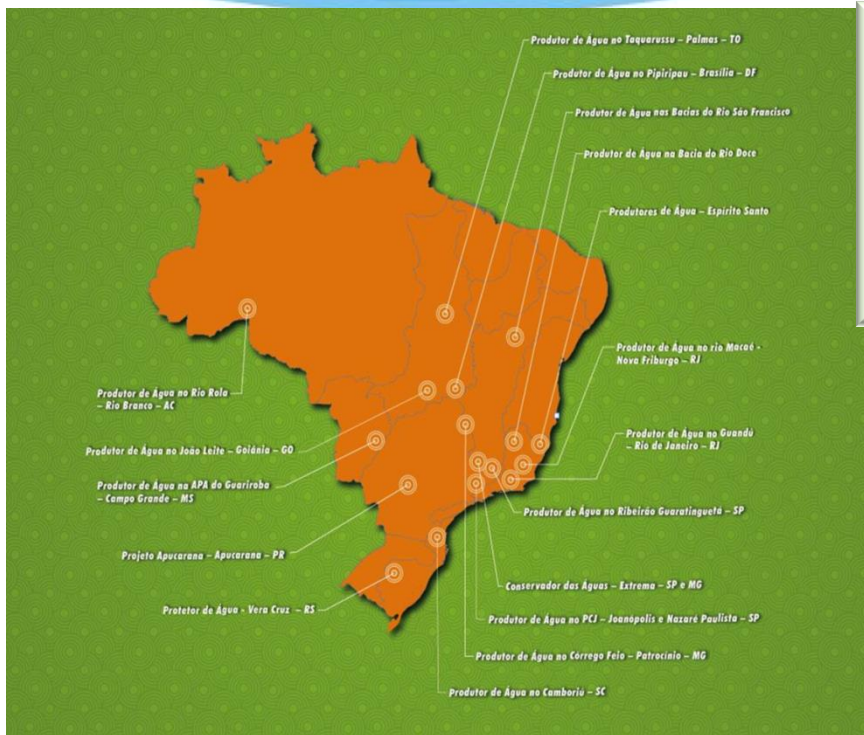 Produtor de Água no Taquarussu – Palmas – TO
Produtor de Água no Pipiripau – Brasília – DF
Produtor de Água nas Bacias do Rio São Francisco
Produtor de Água na Bacia do Rio Doce
Produtores de Água – Espírito Santo
Produtor de Água no rio Macaé -
Nova Friburgo – RJ
Produtor de Água no Rio Rola
– Rio Branco – AC
Produtor de Água no Guandú
– Rio de Janeiro – RJ
Produtor de Água no João Leite – Goiânia – GO
Produtor de Água na APA do Guariroba
– Campo Grande – MS
Produtor de Água no Ribeirão Guaratinguetá – SP
Projeto Apucarana – Apucarana – PR
Conservador das Águas – Extrema – SP e MG
Protetor de Água - Vera Cruz – RS
Produtor de Água no PCJ – Joanópolis e Nazaré Paulista – SP
Produtor de Água no Córrego Feio – Patrocínio – MG
Produtor de Água no Camboriú – SC